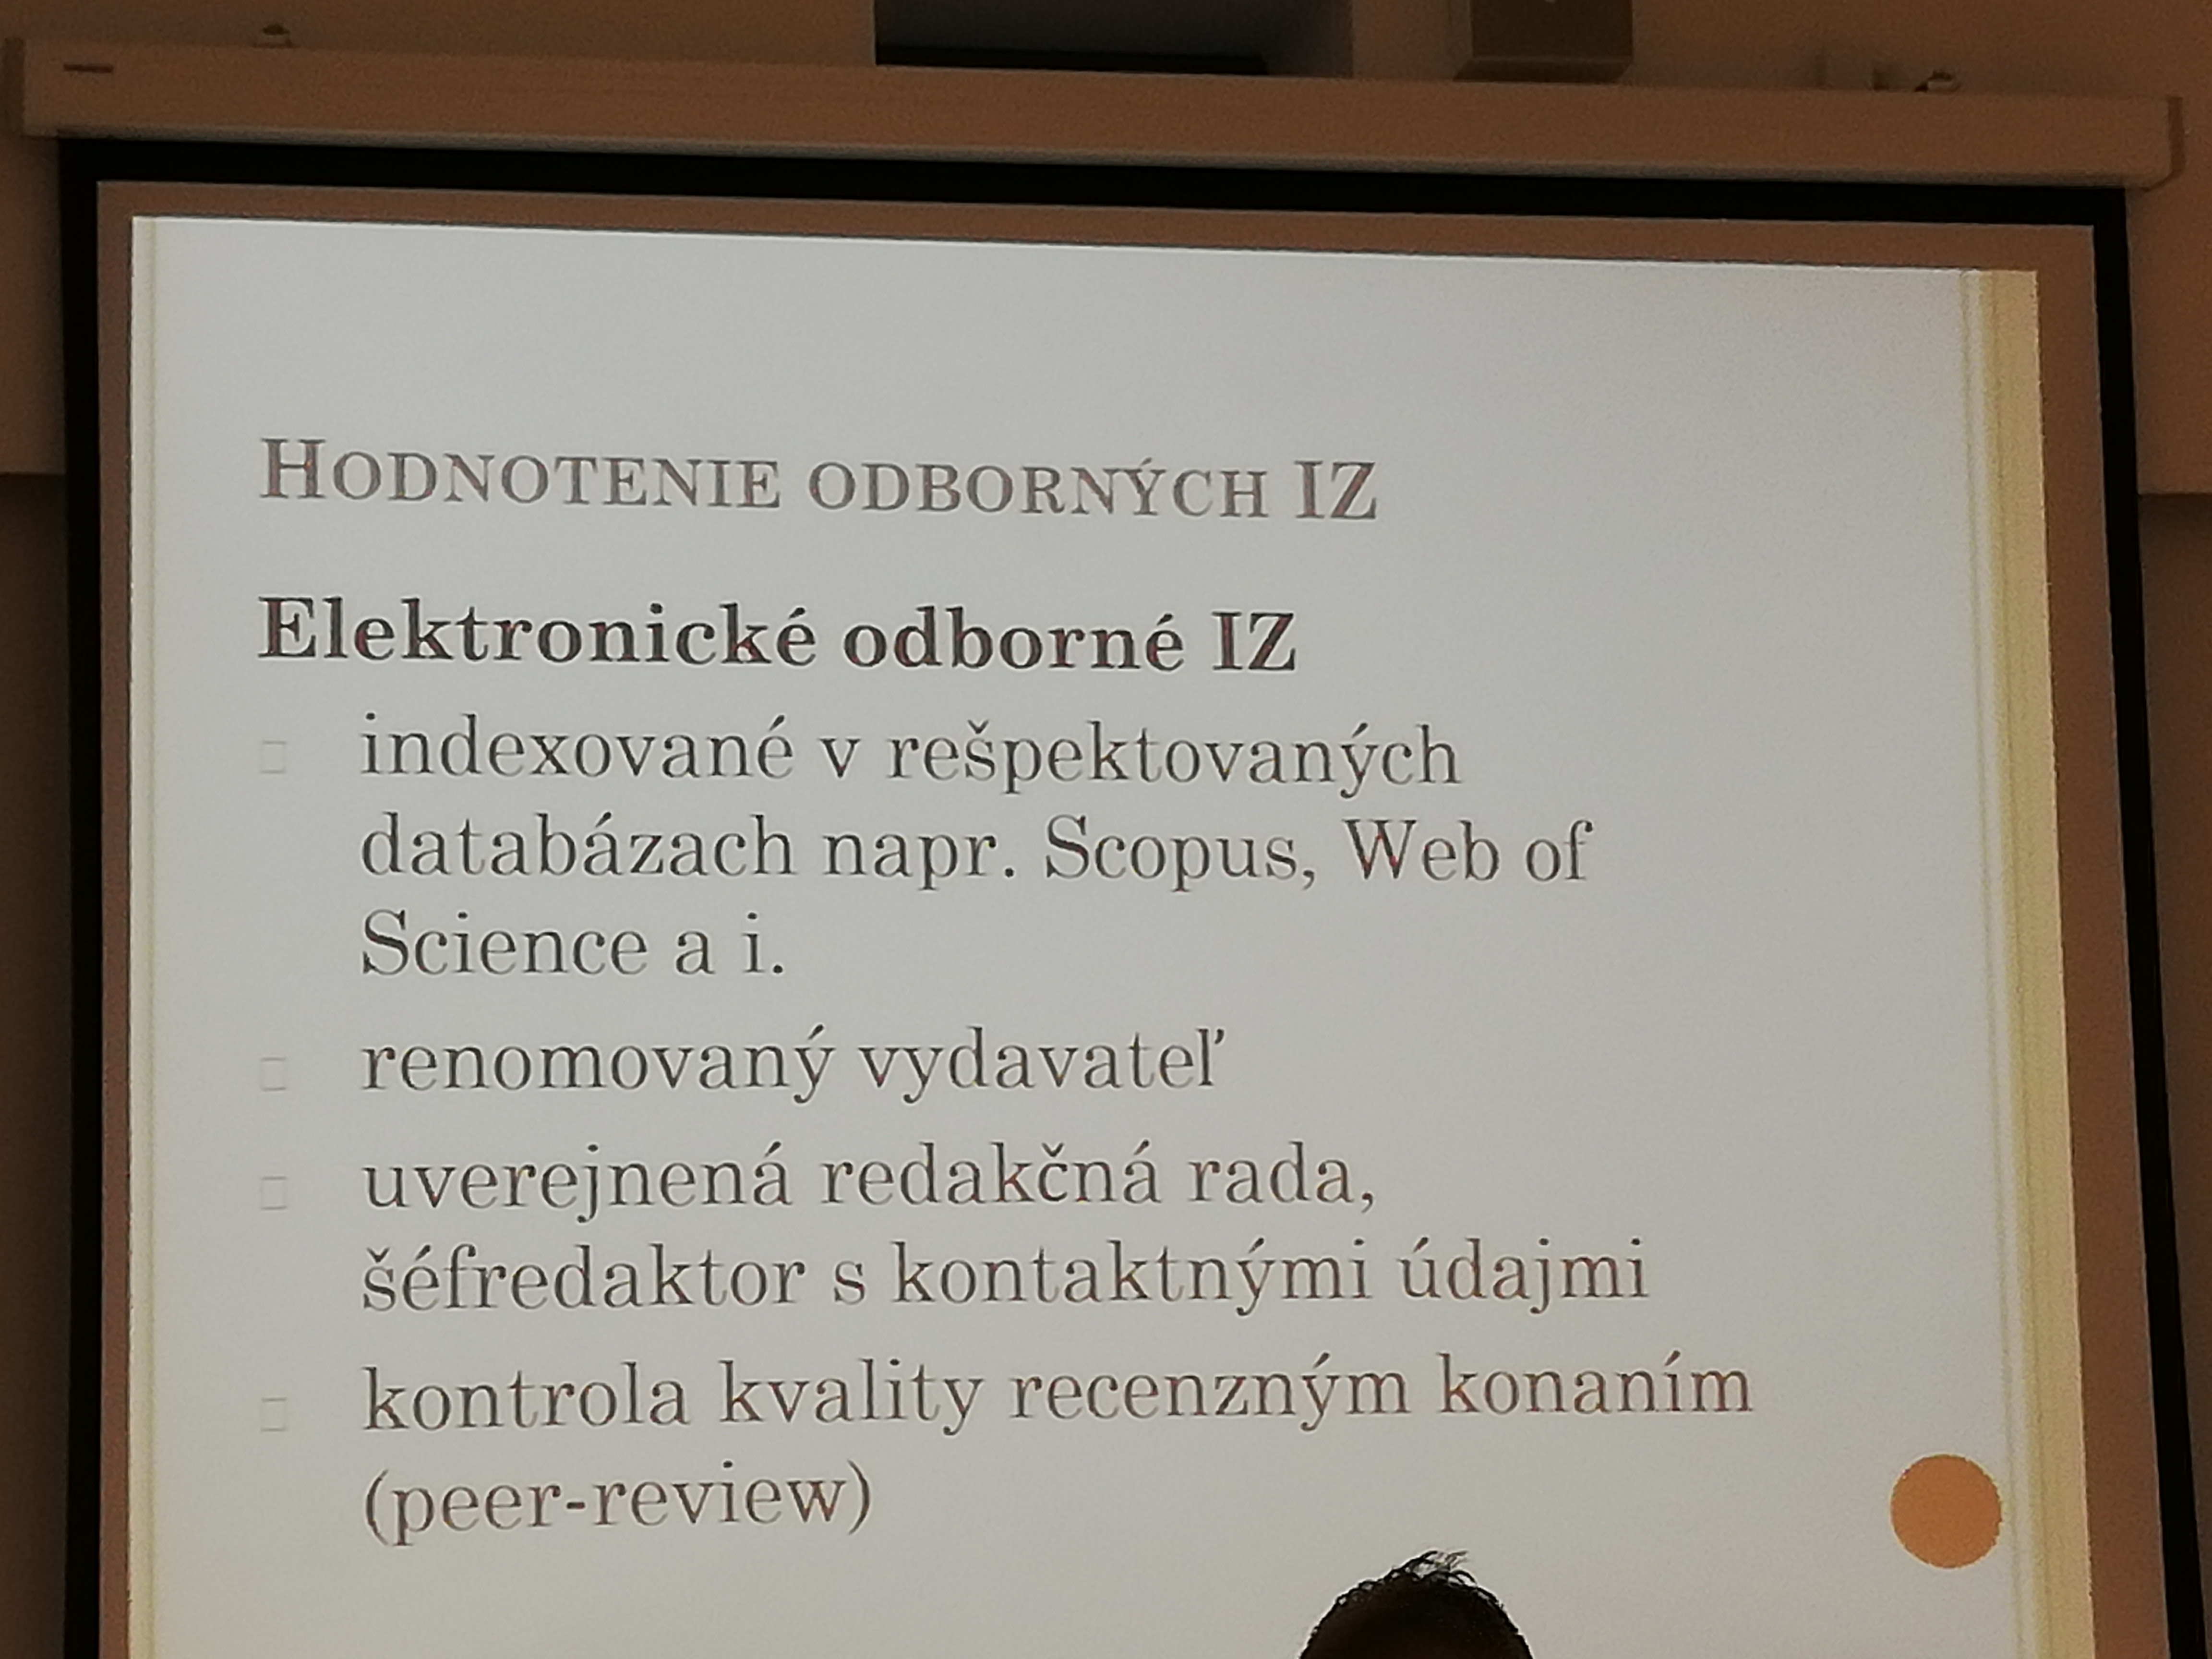 HODNOTENIE ODBORNÝCH IZ
Elektronické odborné IZ
indexované v rešpektovaných
databázach napr. Scopus, Web of
Science a i.
renomovaný vydavateľ
uverejnená redakčná rada,
šéfredaktor s kontaktnými údajmi
kontrola kvality recenzným konaním
(peer-review)